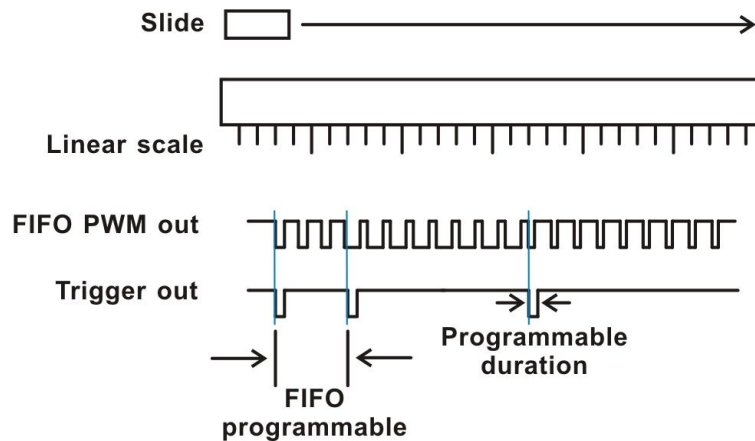 Slide
Linear scale
FIFO PWM out
Trigger out
Programmable
duration
FIFO
programmable